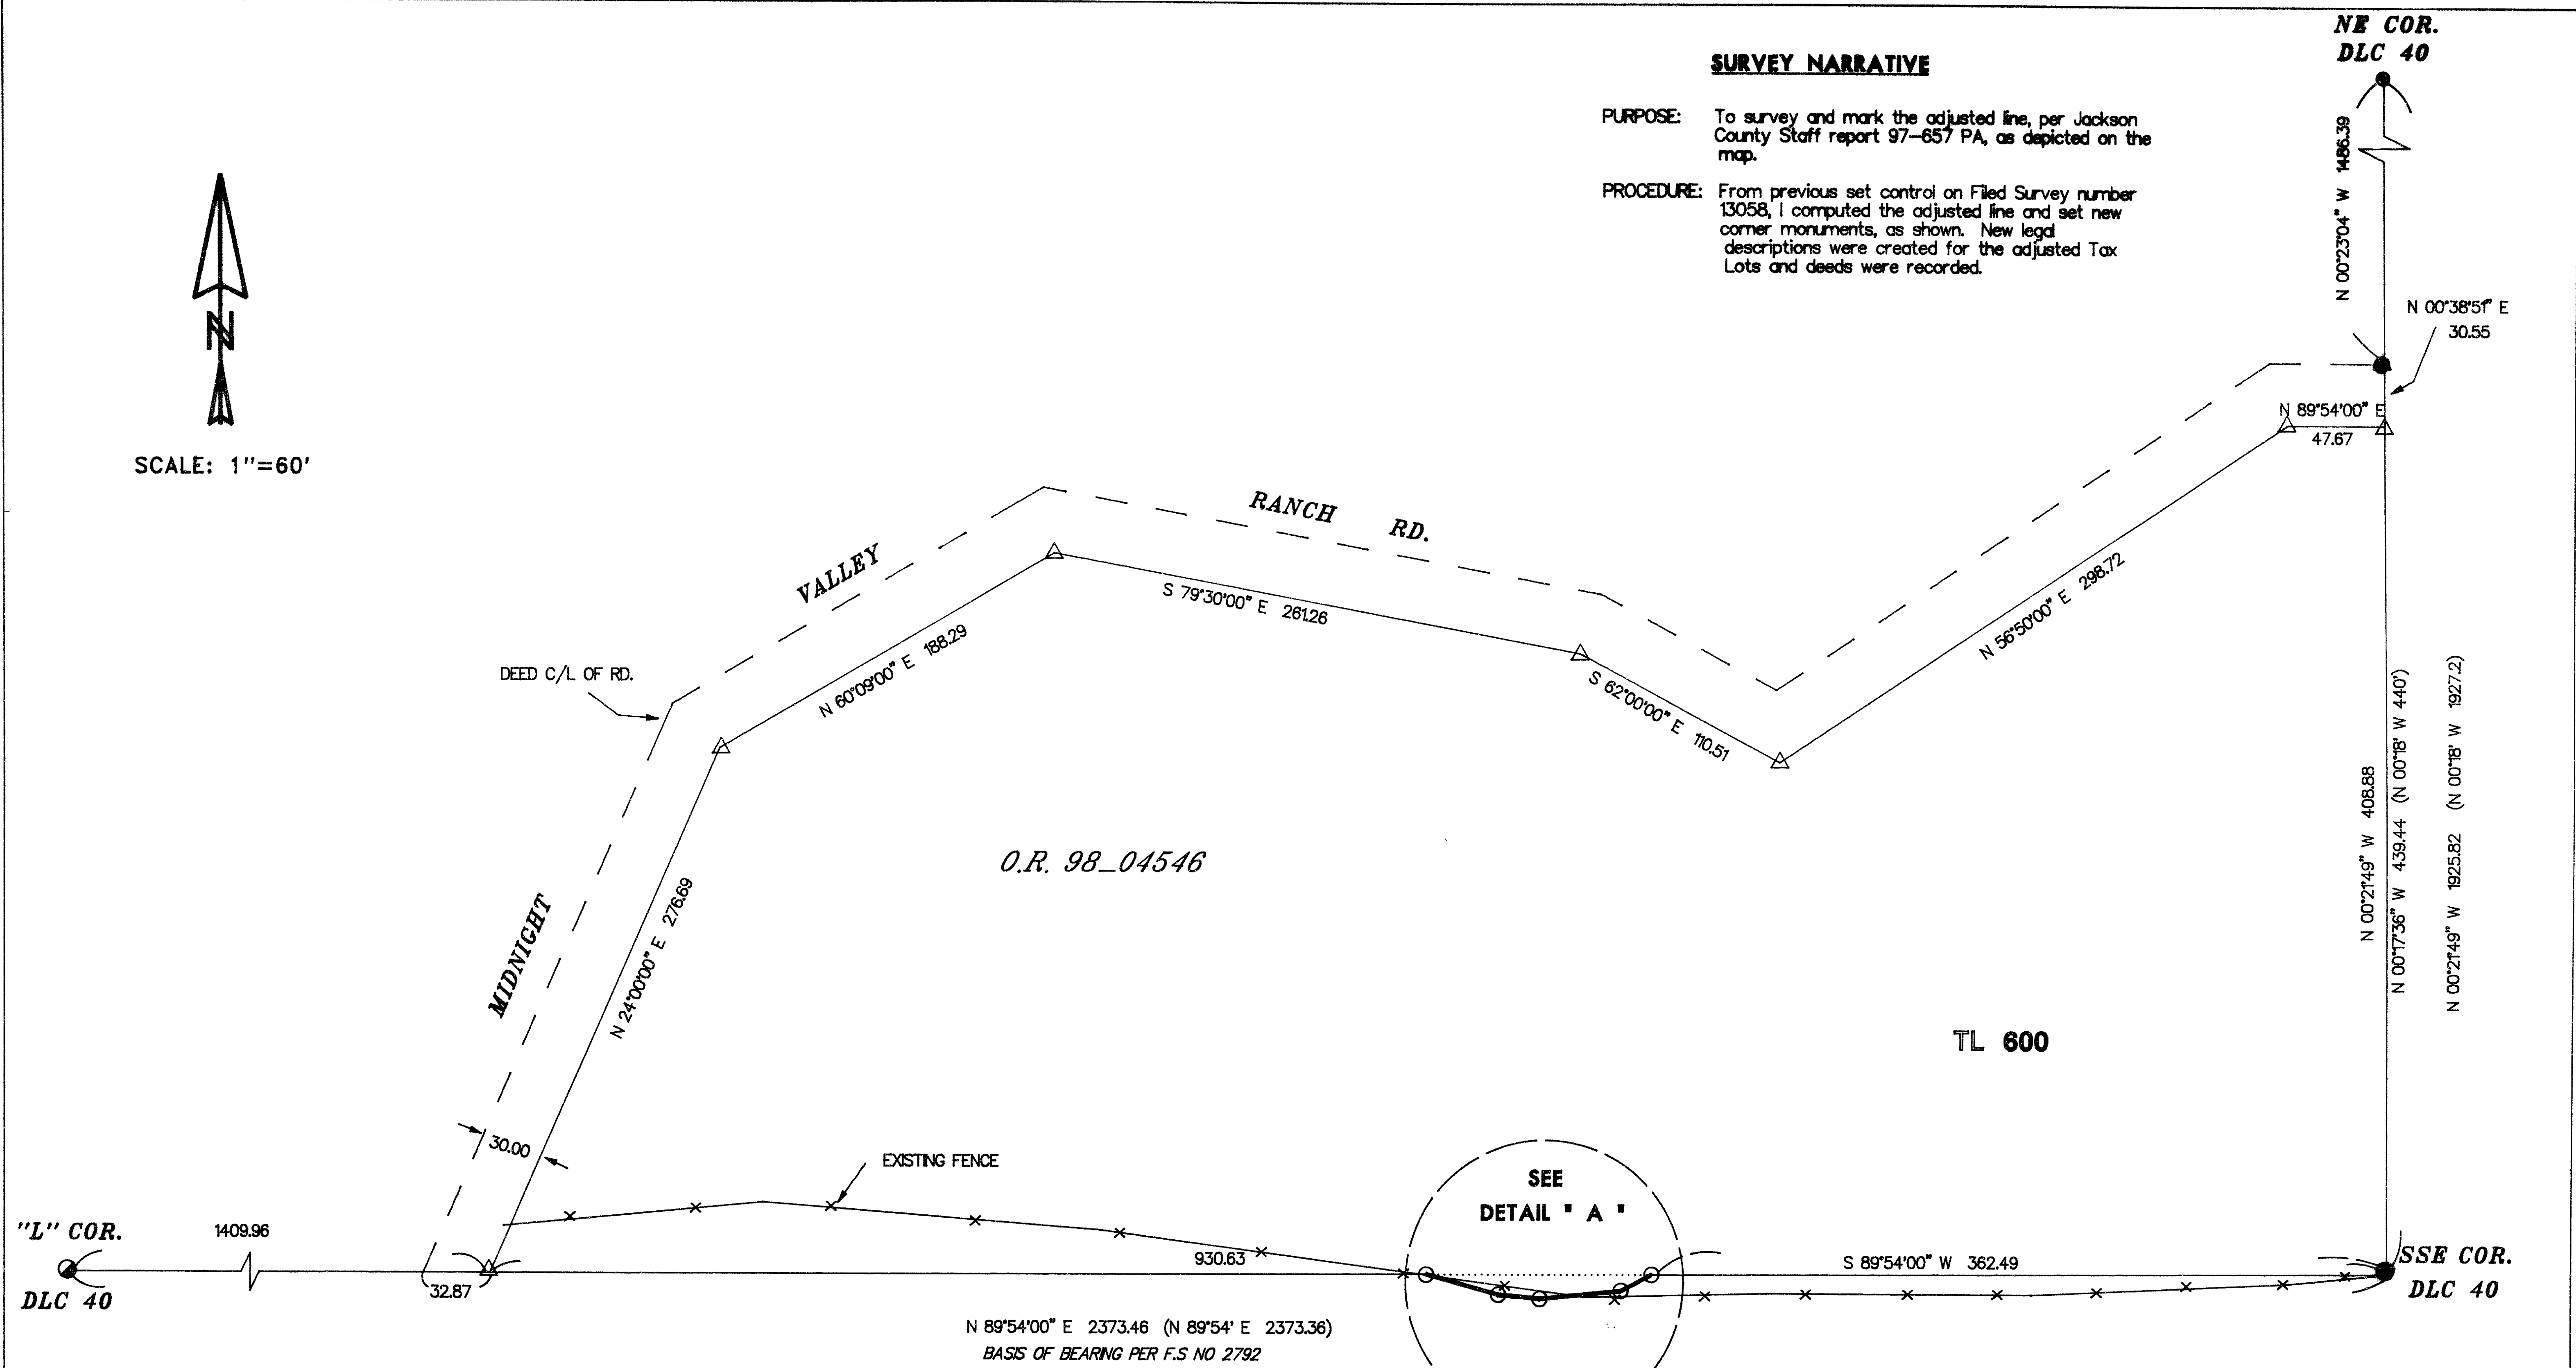 NE COR.
DLC 40
SURVEY NARRATIVE
PURPOSE: To survey and mark the adjusted line, per Jackson
County Staff report 97-657 PA, as depicted on the
map.
PROCEDURE: From previous set control on Filed Survey number
13058, I computed the adjusted line and set new
corner monuments, as shown. New legal
descriptions were created for the adjusted Tax
Lots and deeds were recorded.
N 00°23'04" W 1486.39
N 00°38'51" E
30.55
N
SCALE: 1"=60'
N 89°54'00" E
47.67
RANCH RD.
VALLEY
S 79°30'00" E 261.26
N 56°50'00" E 298.72
N 60°09'00" E 188.29
DEED C/L OF RD.
S 62°00'00" E 110.51
N 00°21'49" W 408.88
N 00°17'36" W 439.44 (N 00°18' W 440')
N 00°21'49" W 1925.82 (N 00°18' W 1927.2)
O.R. 98_04546
MIDNIGHT
N 24°00'00" E 276.69
TL 600
30.00
EXISTING FENCE
SEE
DETAIL "A"
"L" COR.
DLC 40
1409.96
32.87
930.63
S 89°54'00" W 362.49
SSE COR.
DLC 40
N 89°54'00" E 2373.46 (N 89°54' E 2373.36)
BASIS OF BEARING PER F.S NO 2792